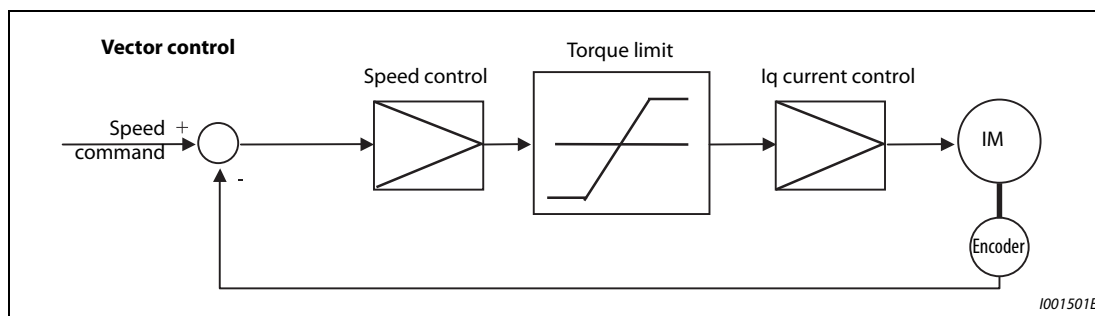 Vector control
Torque limit
Speed control
Iq current control
Speed +
command
-
IM
Encoder
I001501E